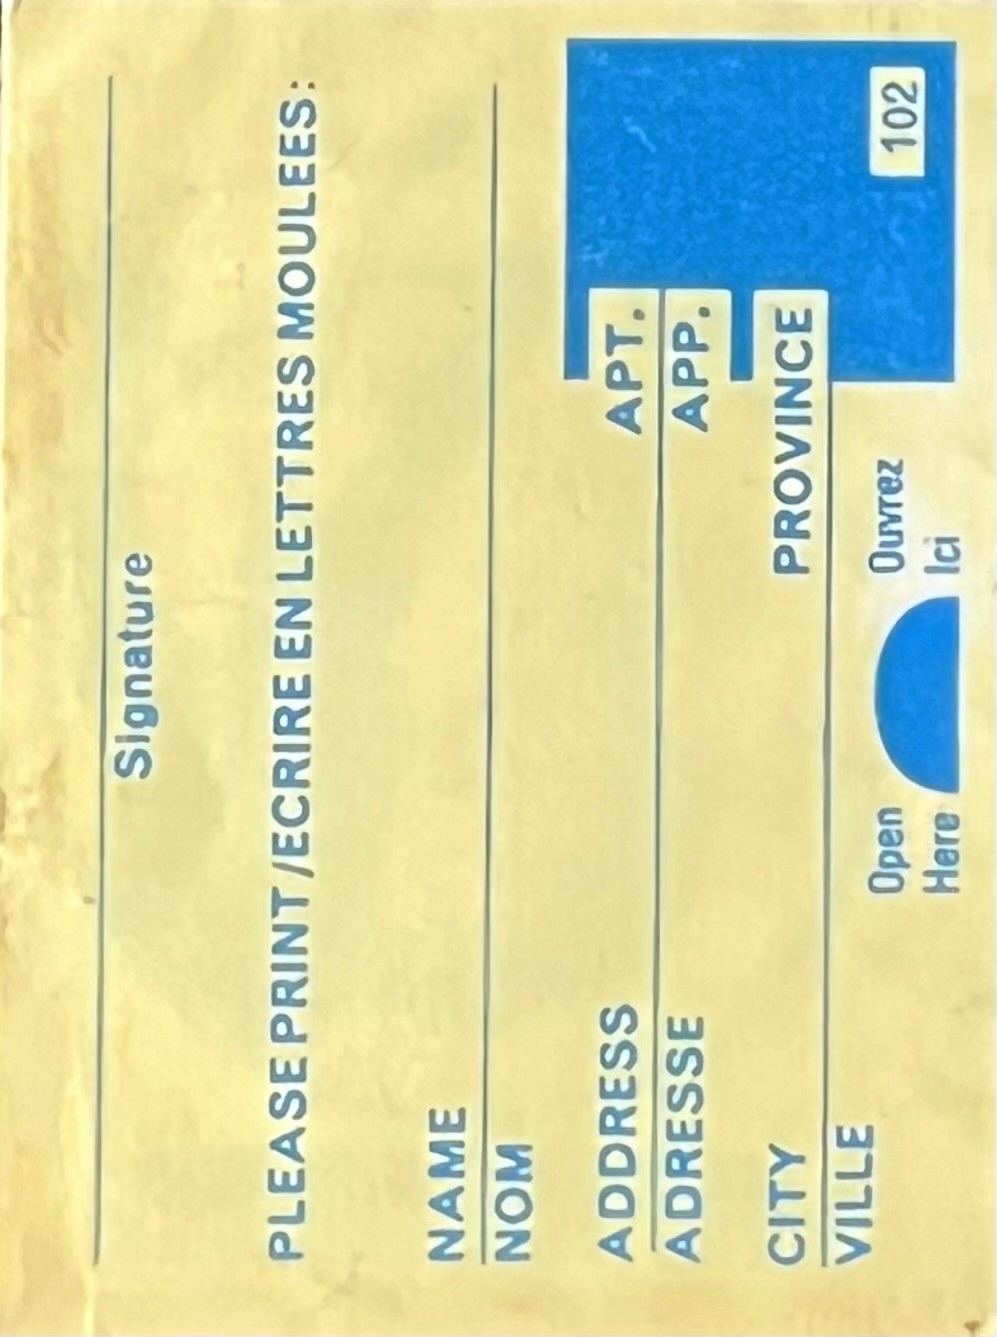 Signature
PLEASE PRINT/ECRIRE EN LETTRES MOULEES:
NAME
NOM
ADDRESS APT.
ADRESSE APP.
CITY PROVINCE
VILLE
Open Here
Ouvrez Ici
102